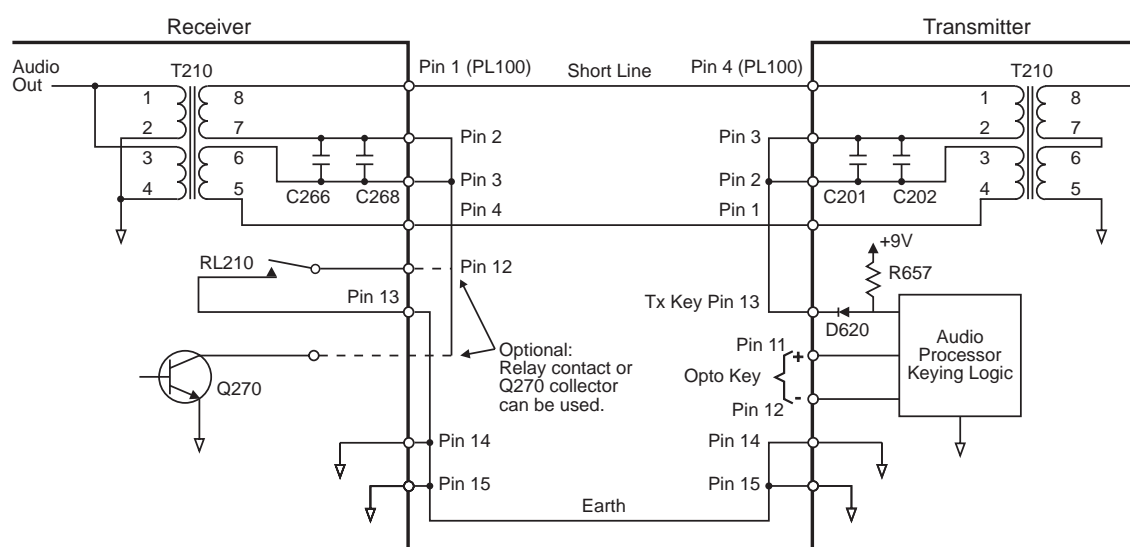 Receiver
Transmitter
Audio
Out
T210
Pin 1 (PL100)
Short Line
Pin 4 (PL100)
T210
1
8
1
8
2
7
Pin 2
Pin 3
2
7
3
6
3
6
C266
C268
Pin 3
Pin 2
C201
C202
4
5
Pin 4
Pin 1
4
5
+9V
RL210
Pin 12
R657
Pin 13
Tx Key Pin 13
D620
Optional:
Relay contact or
Q270 collector
can be used.
Pin 11
+
Opto Key
-
Pin 12
Audio
Processor
Keying Logic
Q270
Pin 14
Pin 14
Pin 15
Earth
Pin 15